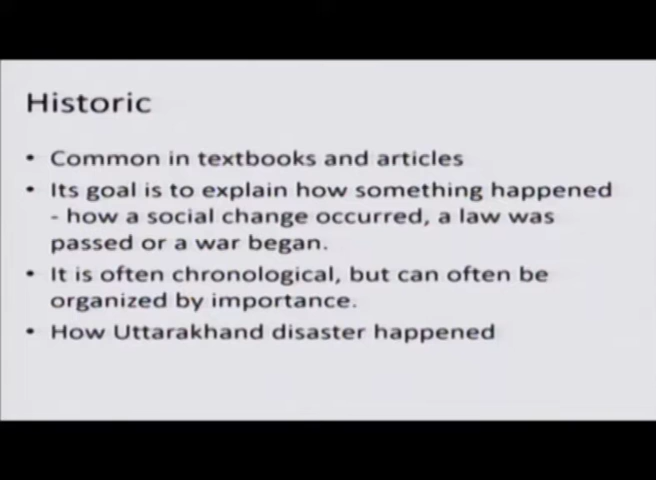 Historic
• Common in textbooks and articles
• Its goal is to explain how something happened
- how a social change occurred, a law was
passed or a war began.
• It is often chronological, but can often be
organized by importance.
• How Uttarakhand disaster happened